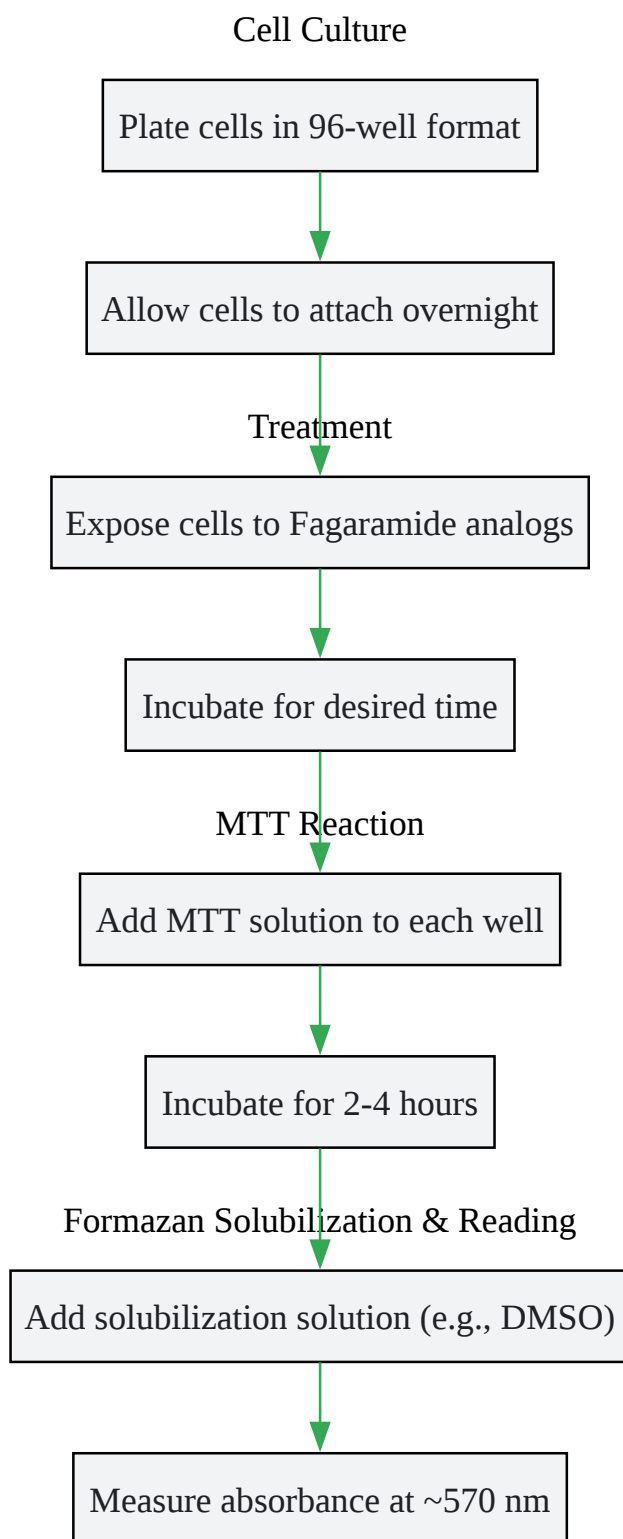 Cell Culture
Plate cells in 96-well format
Allow cells to attach overnight
Treatment
Expose cells to Fagaramide analogs
Incubate for desired time
MTT Reaction
Add MTT solution to each well
Incubate for 2-4 hours
Formazan Solubilization & Reading
Add solubilization solution (e.g., DMSO)
Measure absorbance at ~570 nm